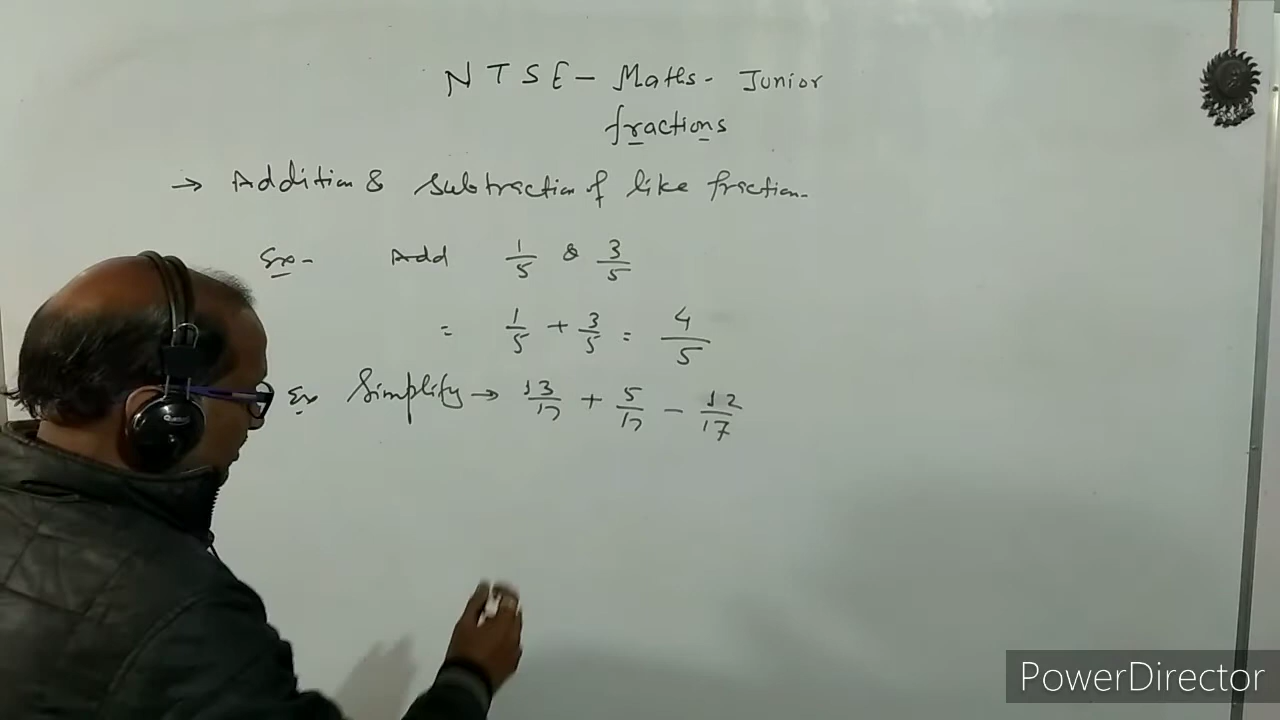 NTSE - Maths - Junior
fractions
→ Addition & Subtraction of like fraction.
Ex - Add 1/5 & 3/5
= 1/5 + 3/5 = 4/5
Ex Simplify → 13/17 + 5/17 - 12/17
PowerDirector